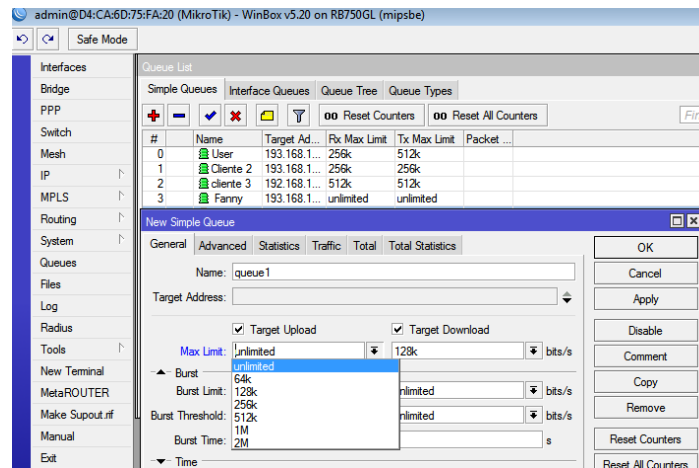 admin@D4:CA:6D:75:FA:20 (MikroTik) - WinBox v5.20 on RB750GL (mipsbe)
Safe Mode
Interfaces
Bridge
PPP
Switch
Mesh
IP
MPLS
Routing
System
Queues
Files
Log
Radius
Tools
New Terminal
MetaROUTER
Make Supout.rif
Manual
Exit
Queue List
Simple Queues Interface Queues Queue Tree Queue Types
00 Reset Counters 00 Reset All Counters
# Name Target Ad... Rx Max Limit Tx Max Limit Packet ...
0 User 193.168.1... 256k 512k
1 Cliente 2 193.168.1... 256k 256k
2 cliente 3 192.168.1... 512k 512k
3 Fanny 193.168.1... unlimited unlimited
New Simple Queue
General Advanced Statistics Traffic Total Total Statistics
Name: queue1
Target Address:
Target Upload Target Download
Max Limit: unlimited 128k bits/s
unlimited
64k
128k
256k
512k
1M
2M
Burst
Burst Limit: bits/s
Burst Threshold: bits/s
Burst Time: s
Time
OK
Cancel
Apply
Disable
Comment
Copy
Remove
Reset Counters
Reset All Counters